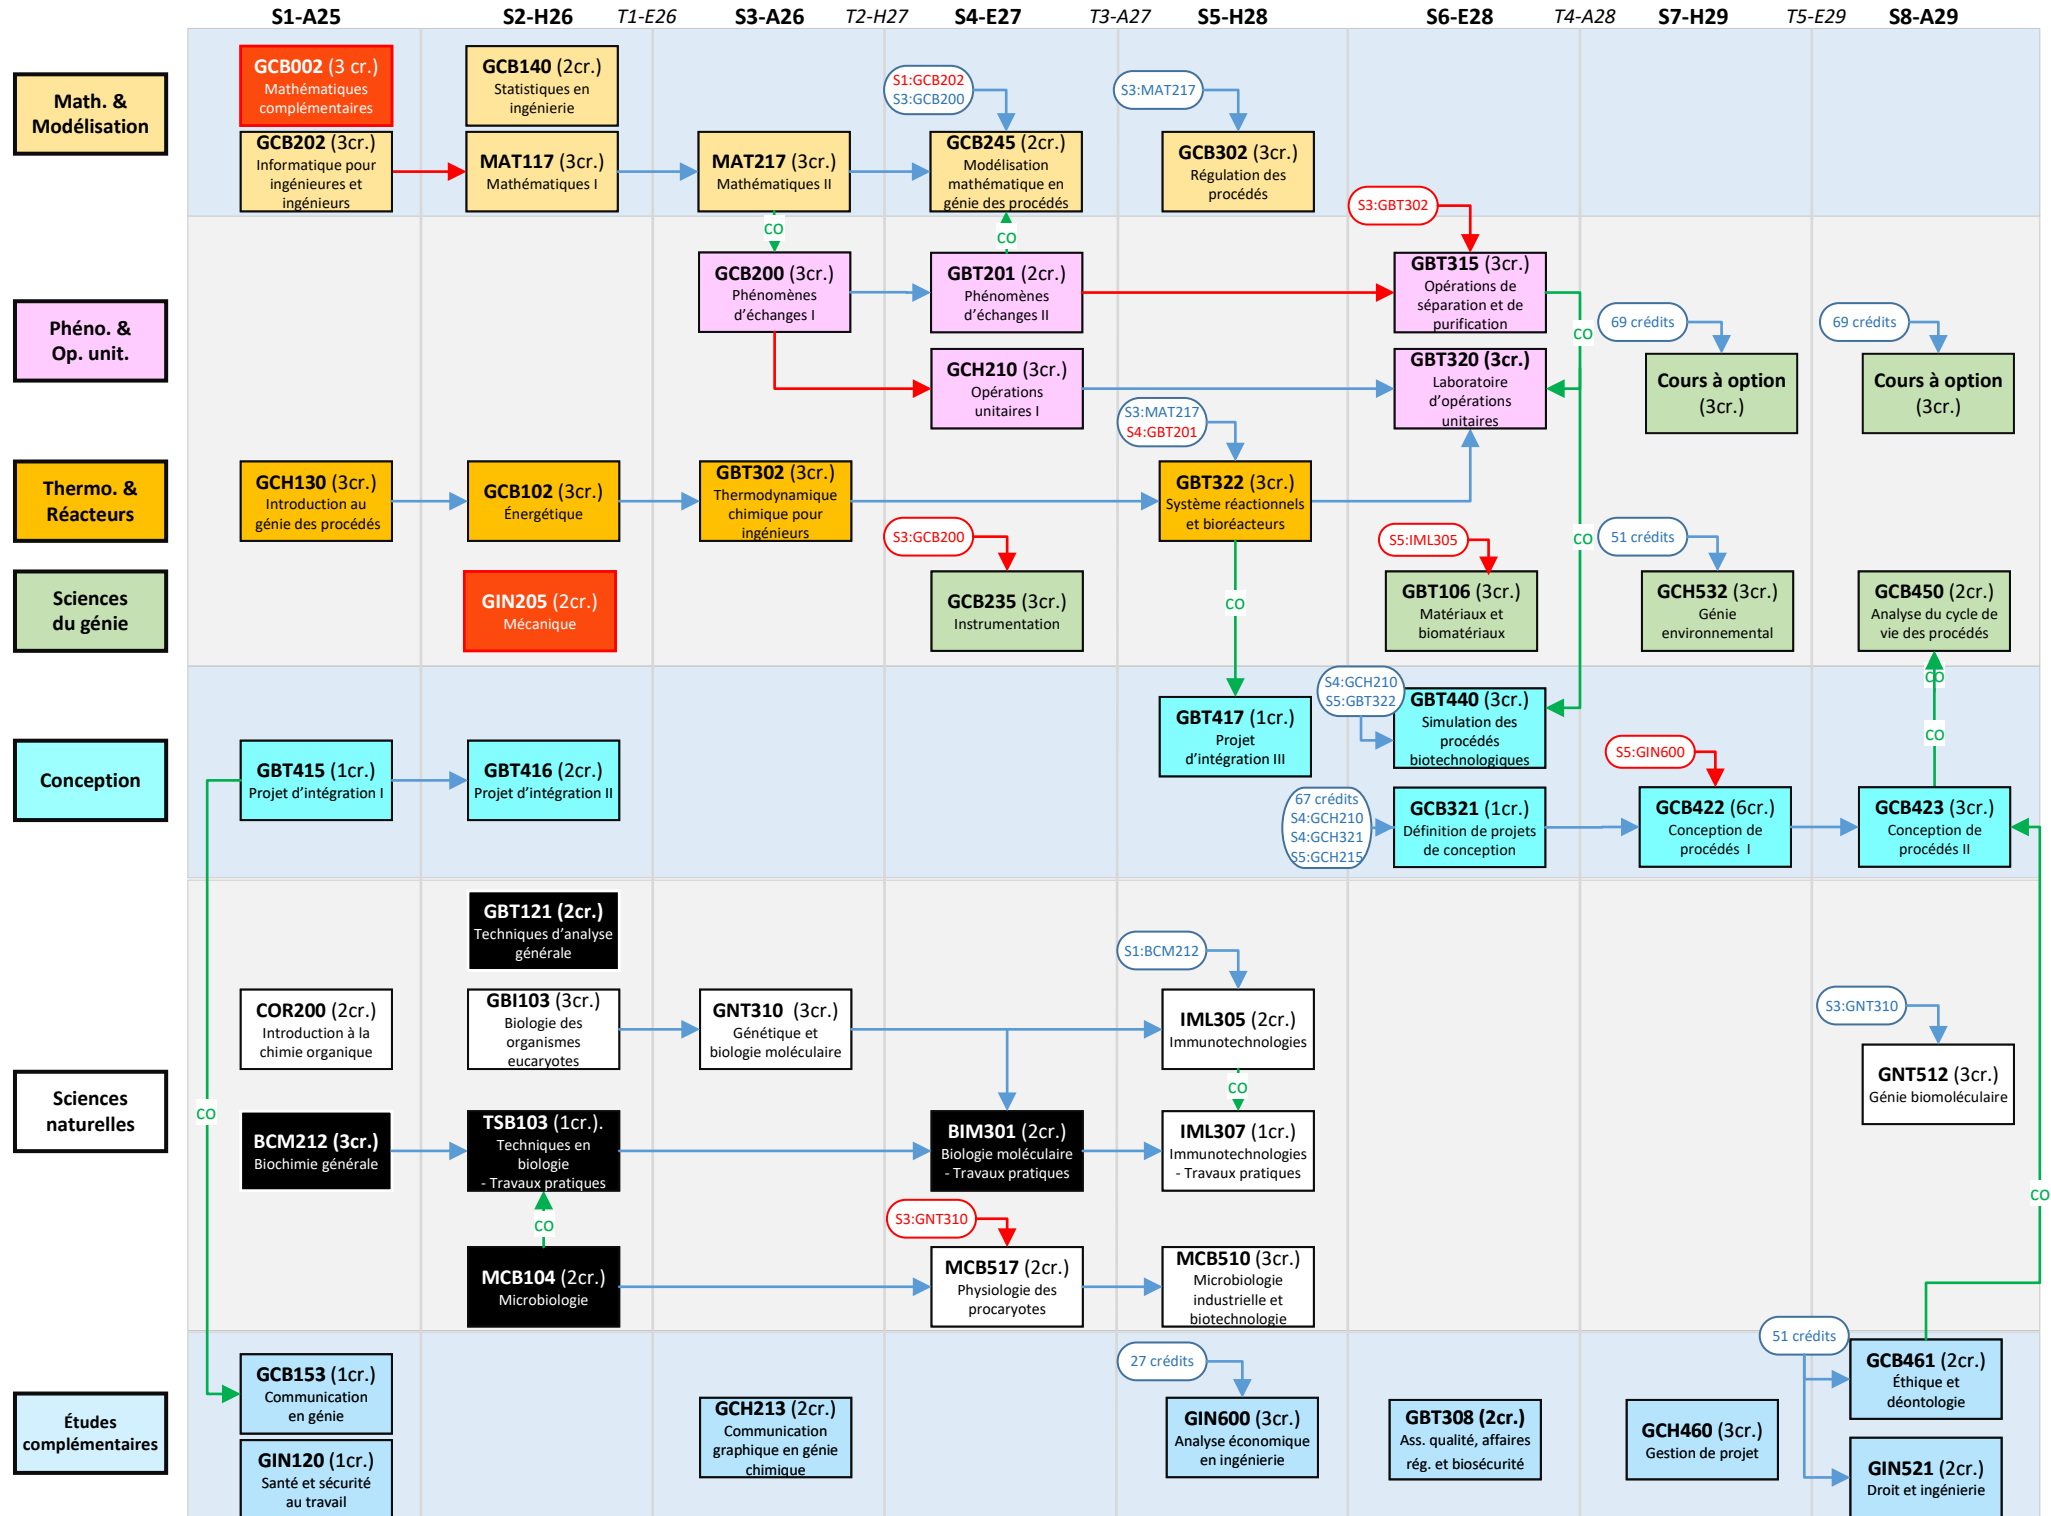 S1-A25 S2-H26 T1-E26 S3-A26 T2-H27 S4-E27 T3-A27 S5-H28 S6-E28 T4-A28 S7-H29 T5-E29 S8-A29
Math. &
Modélisation
GCB002 (3 cr.)
Mathématiques
complémentaires
GCB140 (2cr.)
Statistiques en
ingénierie
S1:GCB202
S3:GCB200
S3:MAT217
GCB202 (3cr.)
Informatique pour
ingénieures et
ingénieurs
MAT117 (3cr.)
Mathématiques I
MAT217 (3cr.)
Mathématiques II
GCB245 (2cr.)
Modélisation
mathématique en
génie des procédés
GCB302 (3cr.)
Régulation des
procédés
S3:GBT302
CO
CO
Phéno. &
Op. unit.
GCB200 (3cr.)
Phénomènes
d'échanges I
GBT201 (2cr.)
Phénomènes
d'échanges II
GBT315 (3cr.)
Opérations de
séparation et de
purification
CO
69 crédits
69 crédits
GCH210 (3cr.)
Opérations
unitaires I
GBT320 (3cr.)
Laboratoire
d'opérations
unitaires
Cours à option
(3cr.)
Cours à option
(3cr.)
S3:MAT217
S4:GBT201
Thermo. &
Réacteurs
GCH130 (3cr.)
Introduction au
génie des procédés
GCB102 (3cr.)
Énergétique
GBT302 (3cr.)
Thermodynamique
chimique pour
ingénieurs
GBT322 (3cr.)
Système réactionnels
et bioréacteurs
S3:GCB200
S5:IML305
CO
51 crédits
Sciences
du génie
GIN205 (2cr.)
Mécanique
GCB235 (3cr.)
Instrumentation
CO
GBT106 (3cr.)
Matériaux et
biomatériaux
GCH532 (3cr.)
Génie
environnemental
GCB450 (2cr.)
Analyse du cycle de
vie des procédés
CO
S4:GCH210
S5:GBT322
Conception
GBT417 (1cr.)
Projet
d'intégration III
GBT440 (3cr.)
Simulation des
procédés
biotechnologiques
CO
S5:GIN600
GBT415 (1cr.)
Projet d'intégration I
GBT416 (2cr.)
Projet d'intégration II
67 crédits
S4:GCH210
S4:GCH321
S5:GCH215
GCB321 (1cr.)
Définition de projets
de conception
GCB422 (6cr.)
Conception de
procédés I
GCB423 (3cr.)
Conception de
procédés II
Sciences
naturelles
GBT121 (2cr.)
Techniques d'analyse
générale
S1:BCM212
COR200 (2cr.)
Introduction à la
chimie organique
GBI103 (3cr.)
Biologie des
organismes
eucaryotes
GNT310 (3cr.)
Génétique et
biologie moléculaire
IML305 (2cr.)
Immunotechnologies
S3:GNT310
GNT512 (3cr.)
Génie biomoléculaire
CO
CO
BCM212 (3cr.)
Biochimie générale
TSB103 (1cr.).
Techniques en
biologie
- Travaux pratiques
BIM301 (2cr.)
Biologie moléculaire
- Travaux pratiques
IML307 (1cr.)
Immunotechnologies
- Travaux pratiques
CO
CO
S3:GNT310
MCB104 (2cr.)
Microbiologie
MCB517 (2cr.)
Physiologie des
procaryotes
MCB510 (3cr.)
Microbiologie
industrielle et
biotechnologie
Études
complémentaires
GCB153 (1cr.)
Communication
en génie
27 crédits
51 crédits
GCB461 (2cr.)
Éthique et
déontologie
GCH213 (2cr.)
Communication
graphique en génie
chimique
GIN600 (3cr.)
Analyse économique
en ingénierie
GBT308 (2cr.)
Ass. qualité, affaires
rég. et biosécurité
GCH460 (3cr.)
Gestion de projet
GIN120 (1cr.)
Santé et sécurité
au travail
GIN521 (2cr.)
Droit et ingénierie